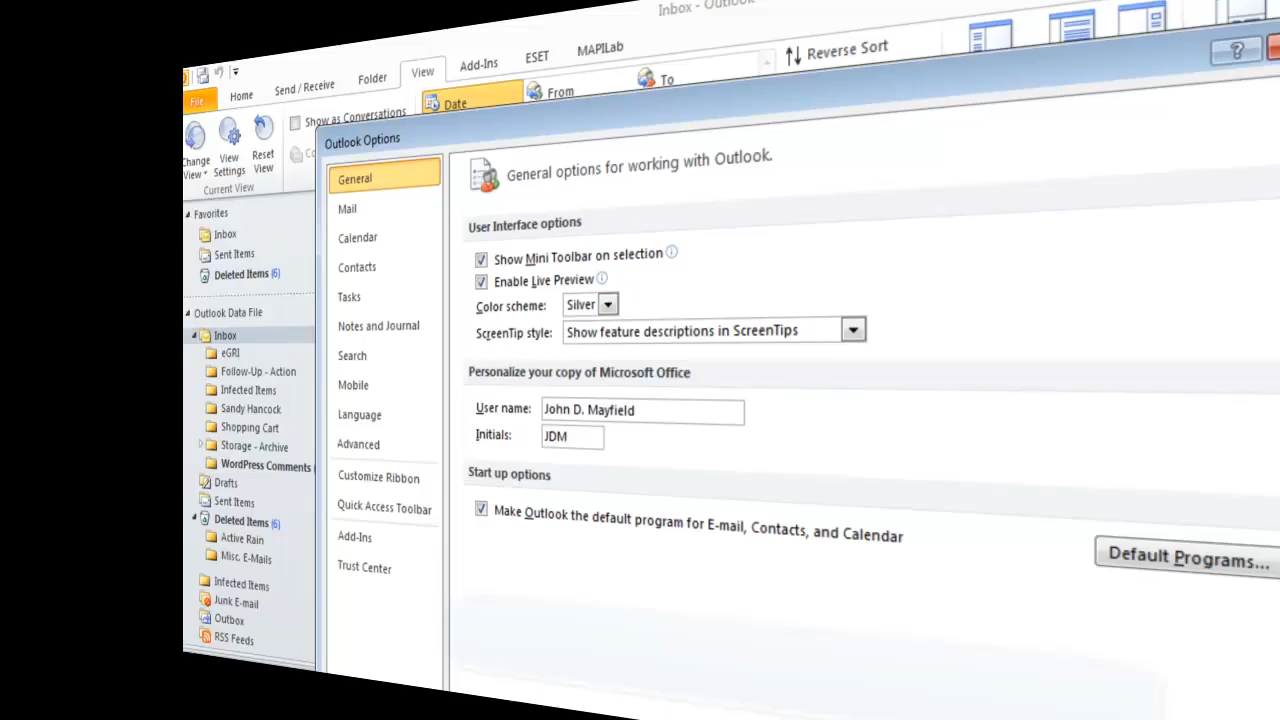 Inbox - Outlook
File
Home
Send / Receive
Folder
View
Add-Ins
ESET
MAPILab
Change View
View Settings
Reset View
Current View
Show as Conversations
Date
From
To
Reverse Sort
Favorites
Inbox
Sent Items
Deleted Items (6)
Outlook Data File
Inbox
eGRI
Follow-Up - Action
Infected Items
Sandy Hancock
Shopping Cart
Storage - Archive
WordPress Comments
Drafts
Sent Items
Deleted Items (6)
Active Rain
Misc. E-Mails
Infected Items
Junk E-mail
Outbox
RSS Feeds
Outlook Options
General
Mail
Calendar
Contacts
Tasks
Notes and Journal
Search
Mobile
Language
Advanced
Customize Ribbon
Quick Access Toolbar
Add-Ins
Trust Center
General options for working with Outlook.
User Interface options
Show Mini Toolbar on selection
Enable Live Preview
Color scheme: Silver
ScreenTip style: Show feature descriptions in ScreenTips
Personalize your copy of Microsoft Office
User name: John D. Mayfield
Initials: JDM
Start up options
Make Outlook the default program for E-mail, Contacts, and Calendar
Default Programs...